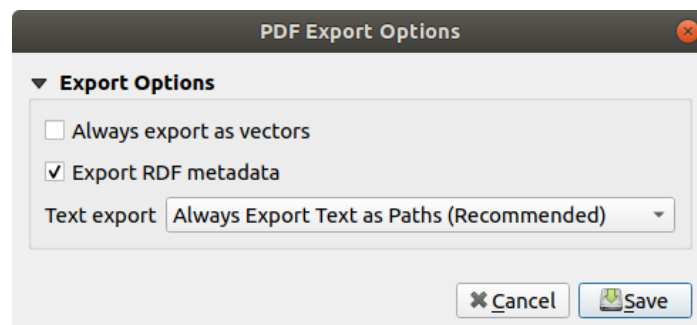 PDF Export Options
Export Options
Always export as vectors
Export RDF metadata
Text export Always Export Text as Paths (Recommended)
Cancel Save